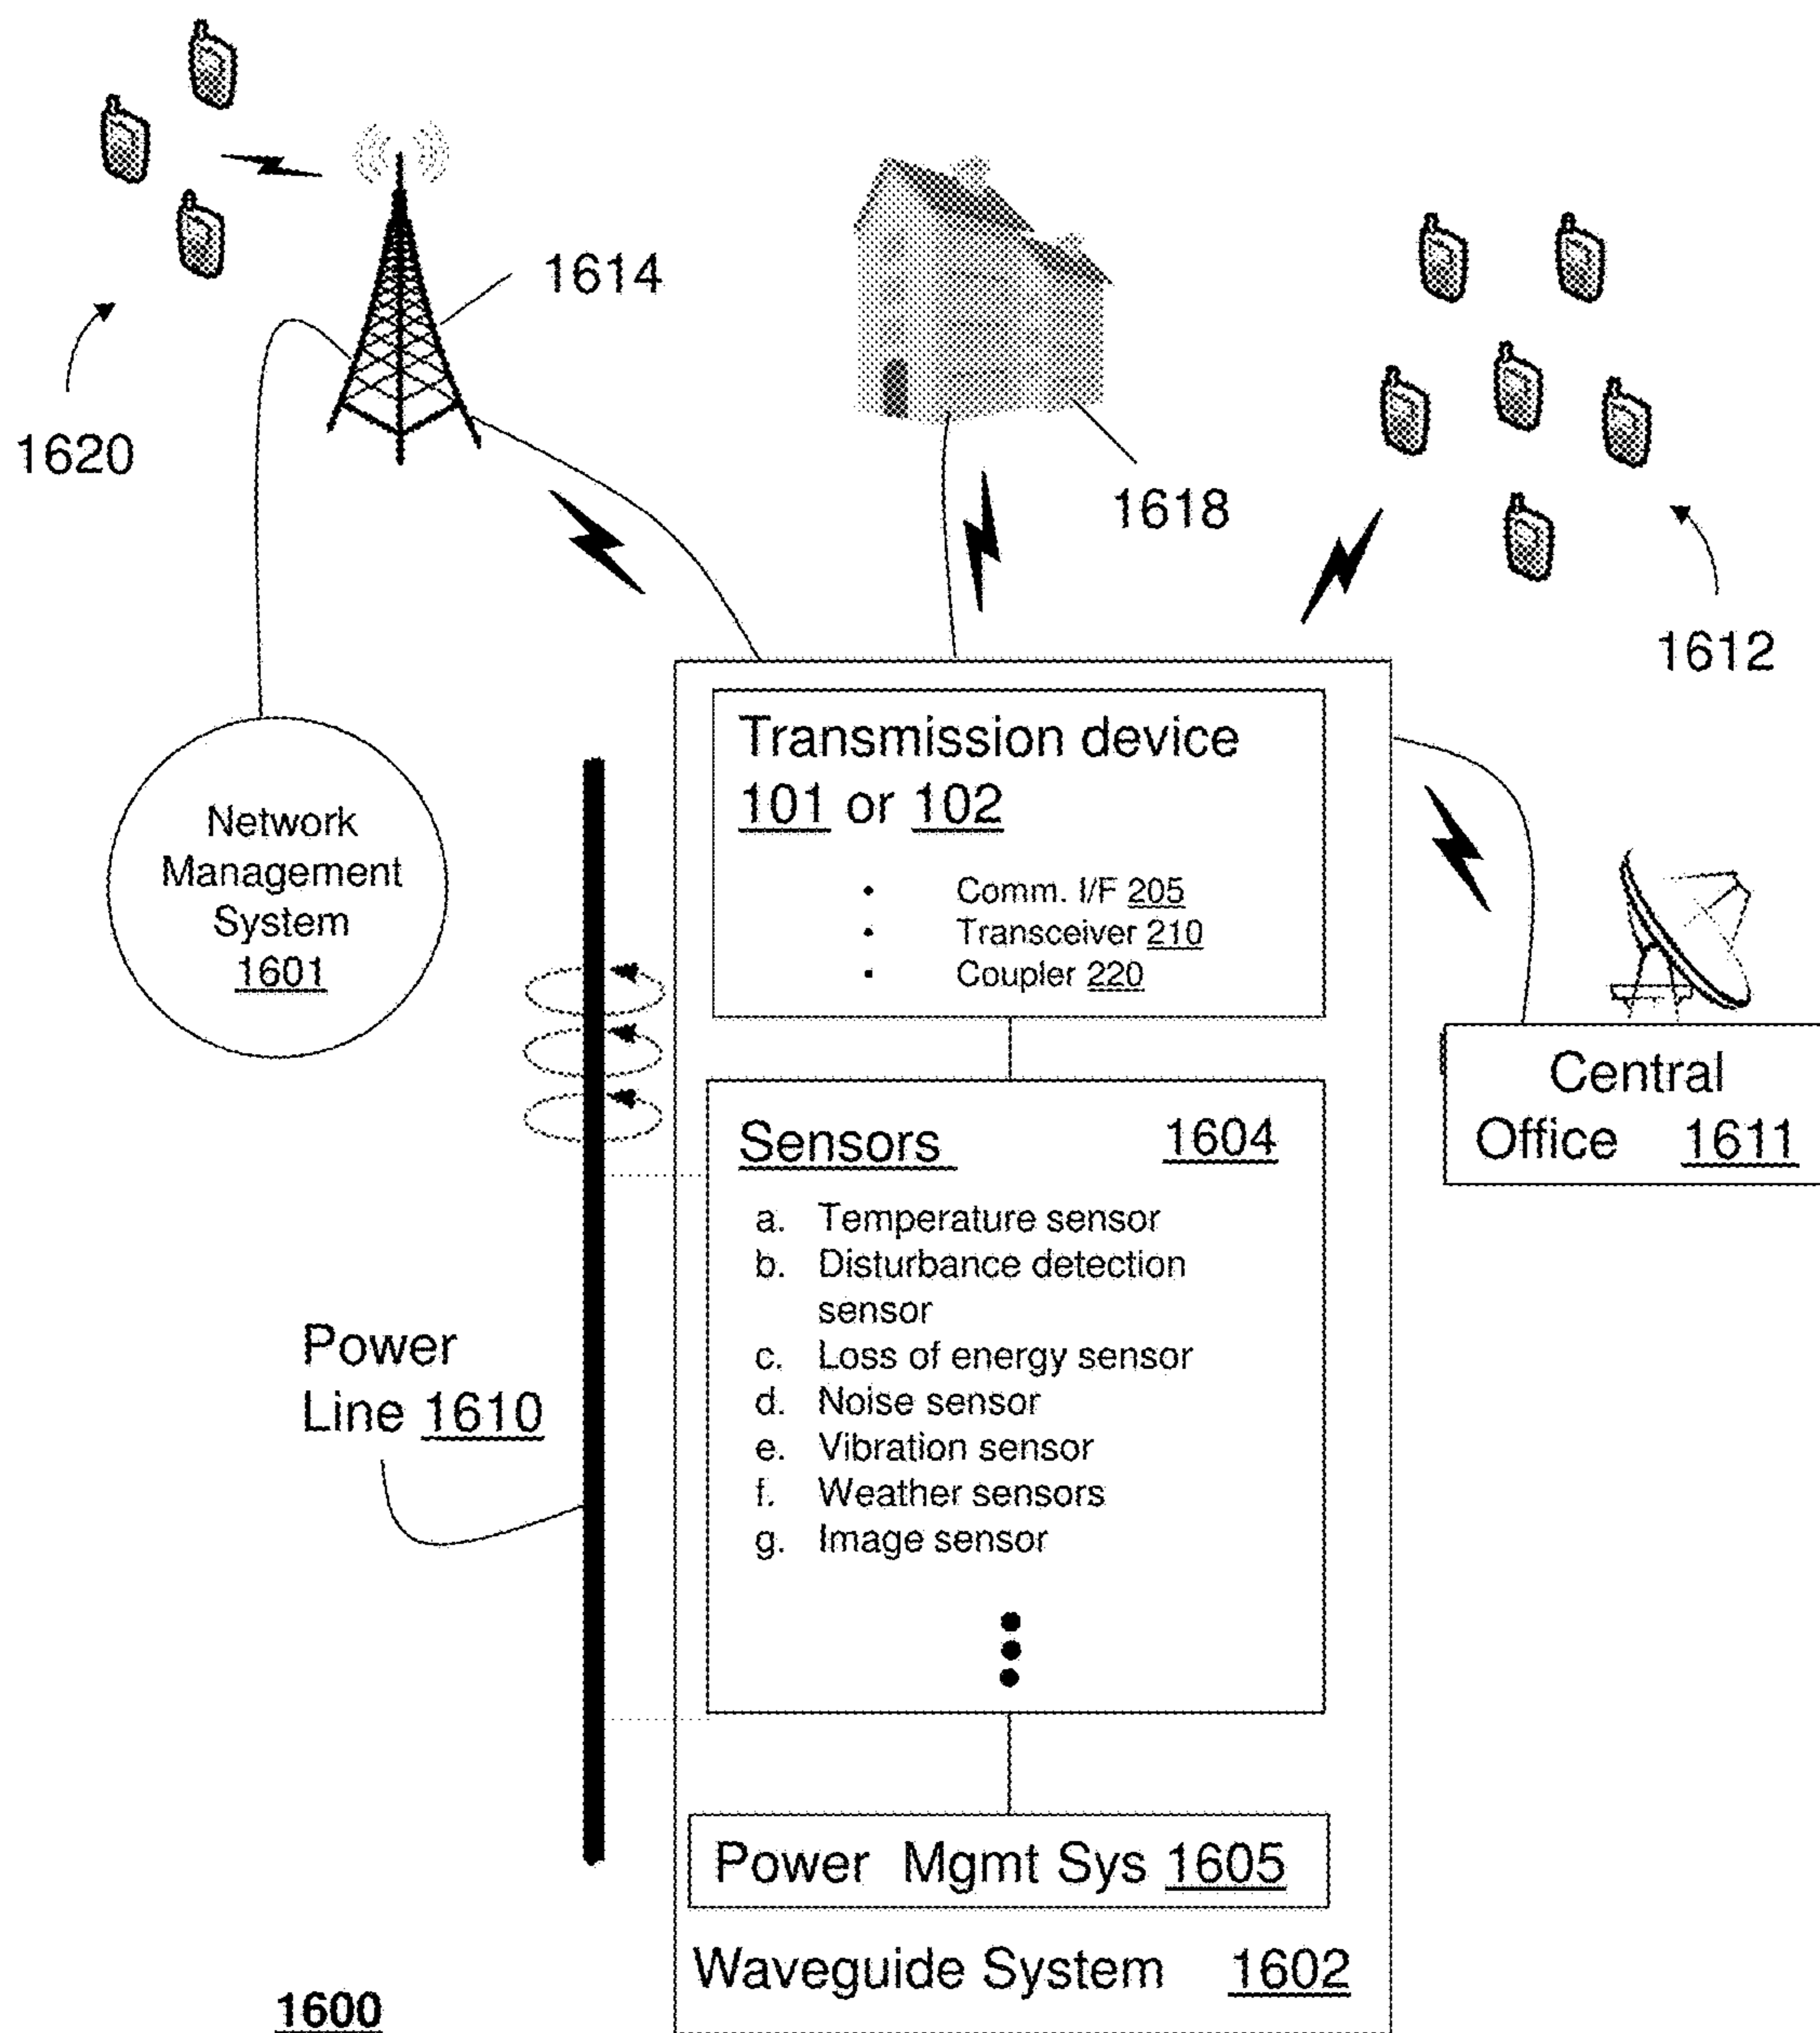 1614
1620
1618
1612
Transmission device
101 or 102
• Comm. I/F 205
• Transceiver 210
• Coupler 220
Network
Management
System
1601
Central
Office 1611
Sensors 1604
a. Temperature sensor
b. Disturbance detection
sensor
c. Loss of energy sensor
d. Noise sensor
e. Vibration sensor
f. Weather sensors
g. Image sensor
Power
Line 1610
Power Mgmt Sys 1605
Waveguide System 1602
1600